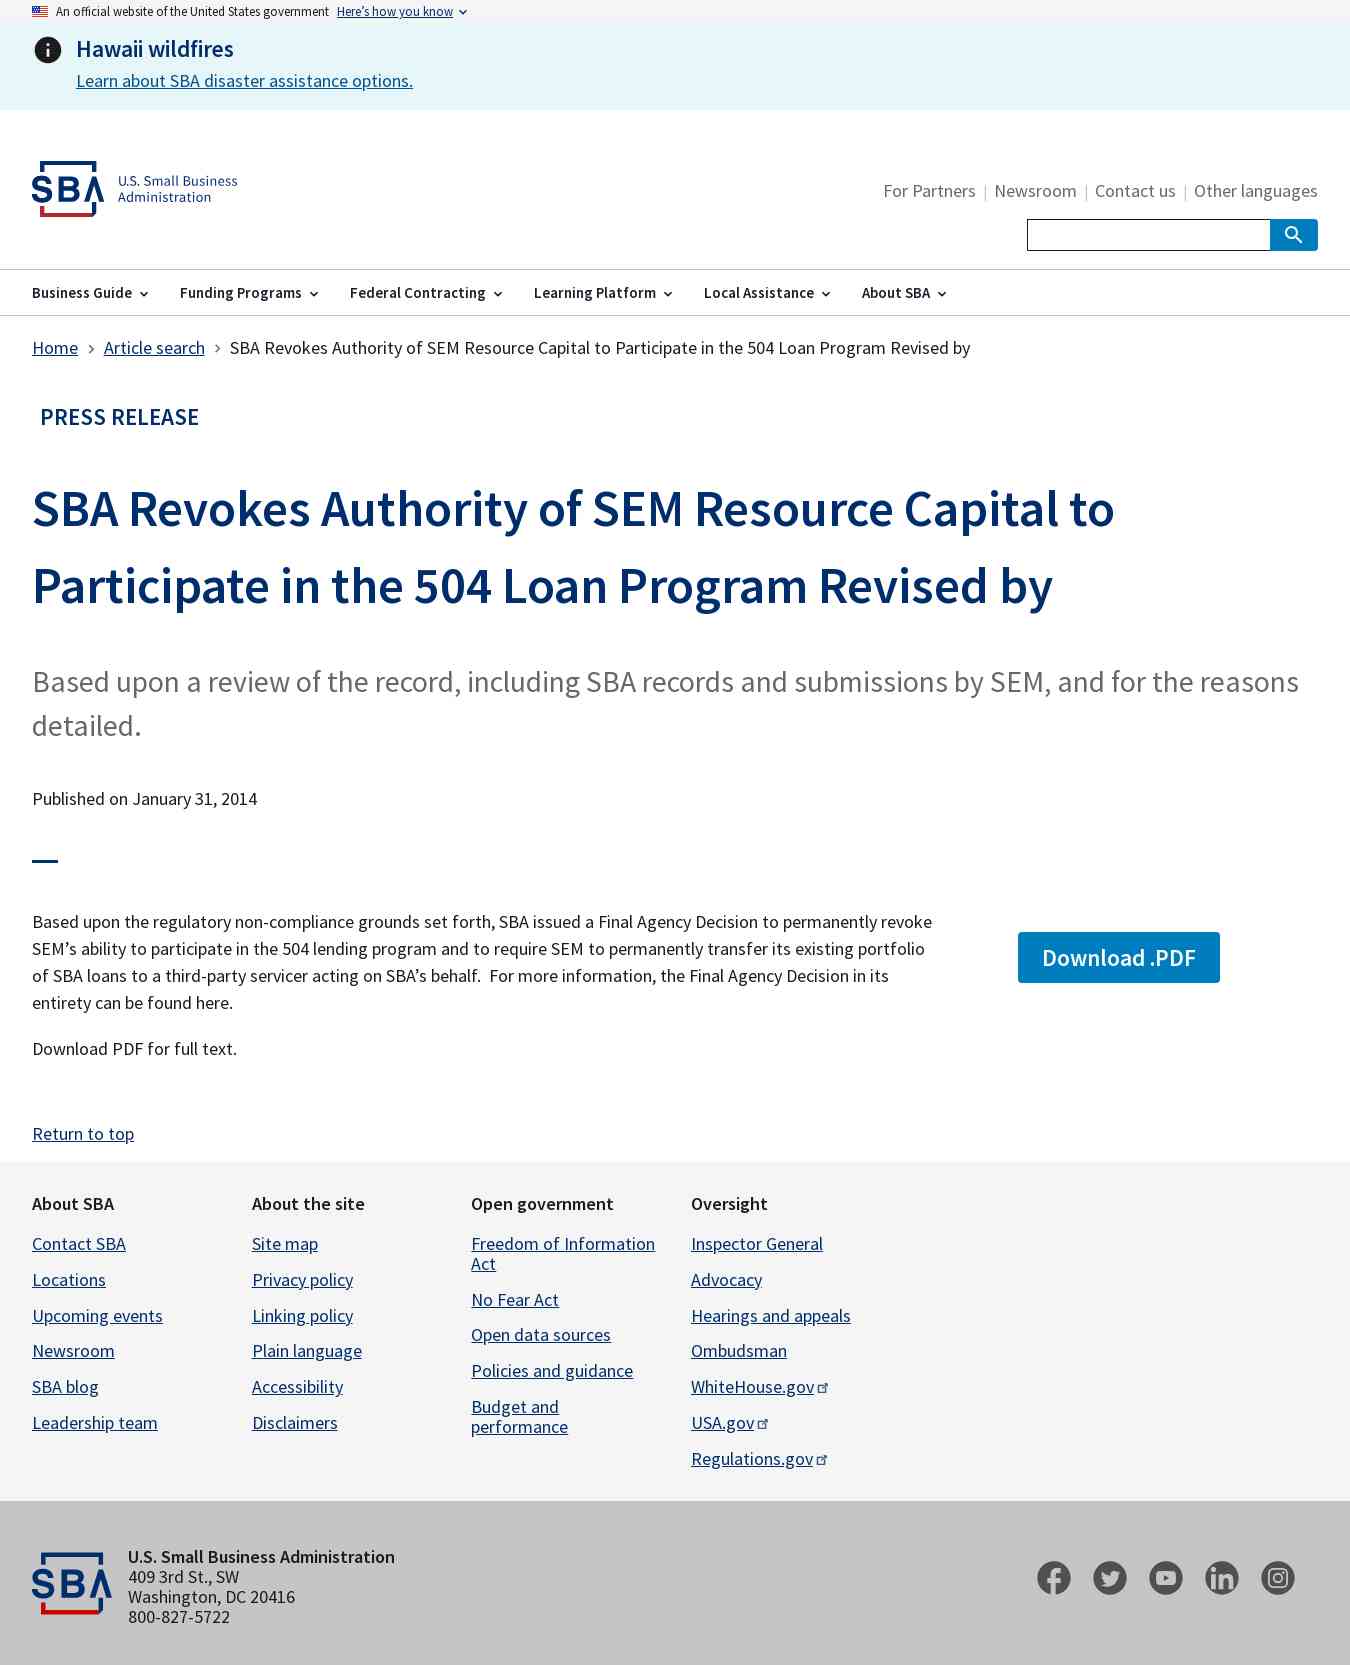 An official website of the United States government Here’s how you know
Hawaii wildfires
Learn about SBA disaster assistance options.
SBA
U.S. Small Business
Administration
For Partners | Newsroom | Contact us | Other languages
Business Guide Funding Programs Federal Contracting Learning Platform Local Assistance About SBA
Home Article search SBA Revokes Authority of SEM Resource Capital to Participate in the 504 Loan Program Revised by
PRESS RELEASE
SBA Revokes Authority of SEM Resource Capital to
Participate in the 504 Loan Program Revised by
Based upon a review of the record, including SBA records and submissions by SEM, and for the reasons
detailed.
Published on January 31, 2014
Based upon the regulatory non-compliance grounds set forth, SBA issued a Final Agency Decision to permanently revoke
SEM’s ability to participate in the 504 lending program and to require SEM to permanently transfer its existing portfolio
of SBA loans to a third-party servicer acting on SBA’s behalf.  For more information, the Final Agency Decision in its
entirety can be found here.
Download PDF for full text.
Download .PDF
Return to top
About SBA
Contact SBA
Locations
Upcoming events
Newsroom
SBA blog
Leadership team
About the site
Site map
Privacy policy
Linking policy
Plain language
Accessibility
Disclaimers
Open government
Freedom of Information
Act
No Fear Act
Open data sources
Policies and guidance
Budget and
performance
Oversight
Inspector General
Advocacy
Hearings and appeals
Ombudsman
WhiteHouse.gov
USA.gov
Regulations.gov
SBA
U.S. Small Business Administration
409 3rd St., SW
Washington, DC 20416
800-827-5722